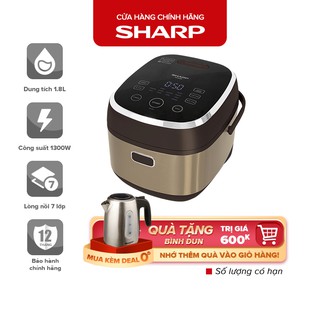 CỬA HÀNG CHÍNH HÃNG
SHARP
Dung tích 1.8L
Công suất 1300W
7
Lòng nồi 7 lớp
12
Bảo hành
chính hãng
0:50
QUÀ TẶNG
BÌNH ĐUN
TRỊ GIÁ
600K
MUA KÈM DEAL 0Đ
NHỚ THÊM QUÀ VÀO GIỎ HÀNG!
Số lượng có hạn